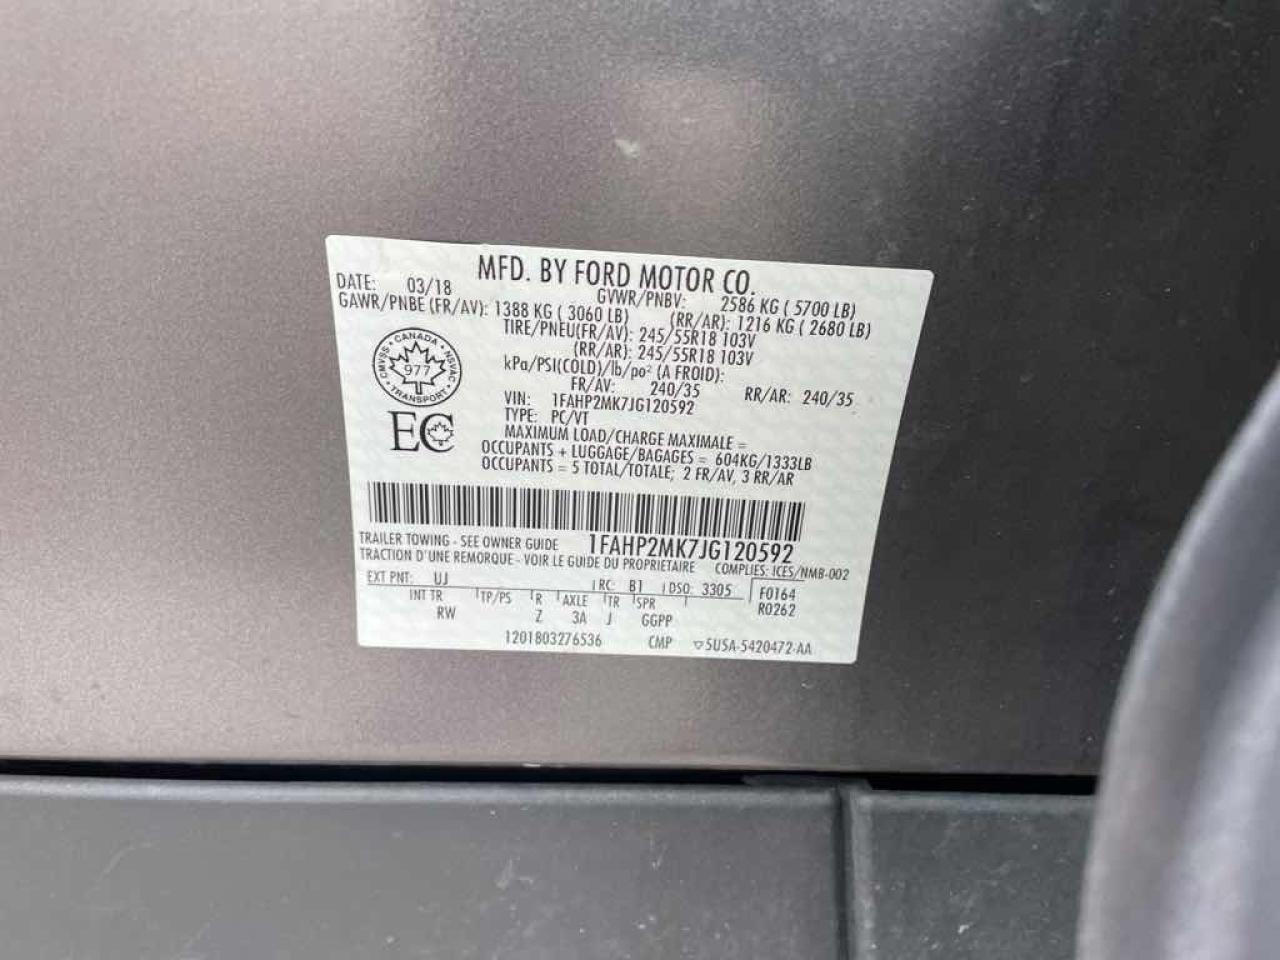 MFD. BY FORD MOTOR CO.
DATE: 03/18 GVWR/PNBV: 2586 KG ( 5700 LB)
GAWR/PNBE (FR/AV): 1388 KG ( 3060 LB) (RR/AR): 1216 KG ( 2680 LB)
TIRE/PNEU(FR/AV): 245/55R18 103V
(RR/AR): 245/55R18 103V
kPa/PSI(COLD)/lb/po² (A FROID):
FR/AV: 240/35 RR/AR: 240/35
VIN: 1FAHP2MK7JG120592
TYPE: PC/VT
MAXIMUM LOAD/CHARGE MAXIMALE =
OCCUPANTS + LUGGAGE/BAGAGES = 604KG/1333LB
OCCUPANTS = 5 TOTAL/TOTALE; 2 FR/AV, 3 RR/AR
CANADA
CMVSS 977 NSVAC
TRANSPORT
EC
1FAHP2MK7JG120592
TRAILER TOWING - SEE OWNER GUIDE
TRACTION D'UNE REMORQUE - VOIR LE GUIDE DU PROPRIETAIRE COMPLIES: ICES/NMB-002
EXT PNT: UJ RC: B1 DSO: 3305 F0164
INT TR TP/PS R AXLE TR SPR R0262
RW Z 3A J GGPP
1201803276536 CMP ▽5U5A-5420472-AA